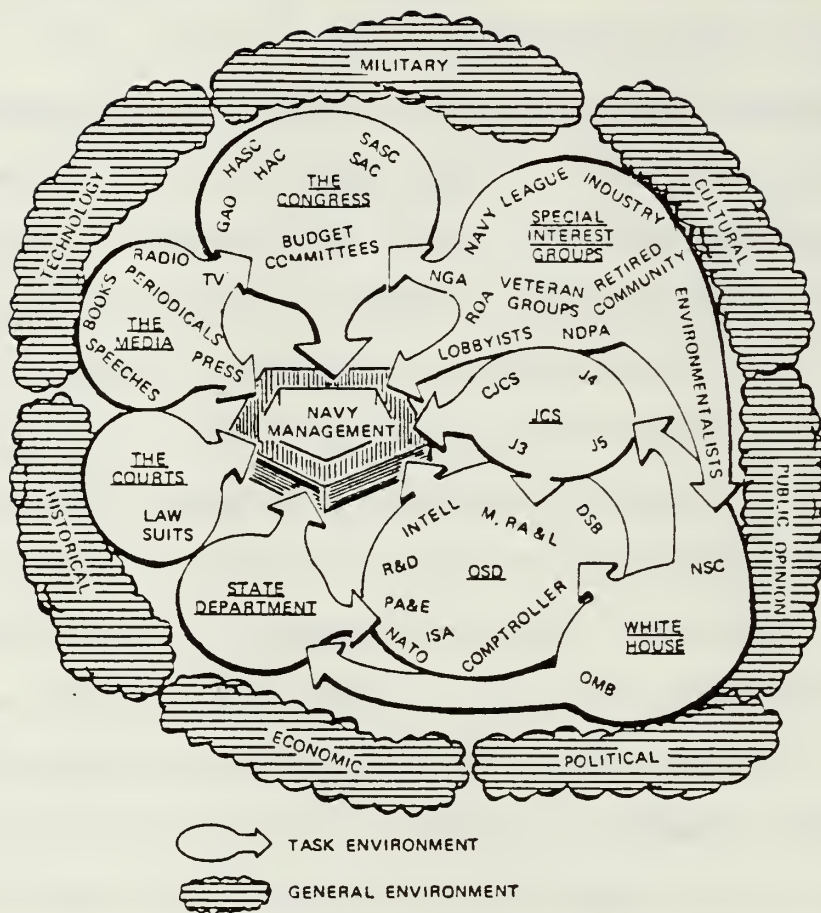 MILITARY
TECHNOLOGY
CULTURAL
HISTORICAL
PUBLIC OPINION
ECONOMIC
POLITICAL
GAO
HASC
HAC
SASC
SAC
THE
CONGRESS
BUDGET
COMMITTEES
NAVY LEAGUE
INDUSTRY
SPECIAL
INTEREST
GROUPS
NGA
ROA
VETERAN
GROUPS
RETIRED
COMMUNITY
LOBBYISTS
NDPA
ENVIRONMENTALISTS
RADIO
TV
BOOKS
PERIODICALS
THE
MEDIA
SPEECHES
PRESS
NAVY
MANAGEMENT
CJCS
J4
JCS
J3
J5
THE
COURTS
LAW
SUITS
STATE
DEPARTMENT
INTELL
M, RA & L
DSB
R&D
OSD
PA&E
NATO
ISA
COMPTROLLER
NSC
WHITE
HOUSE
OMB
TASK ENVIRONMENT
GENERAL ENVIRONMENT